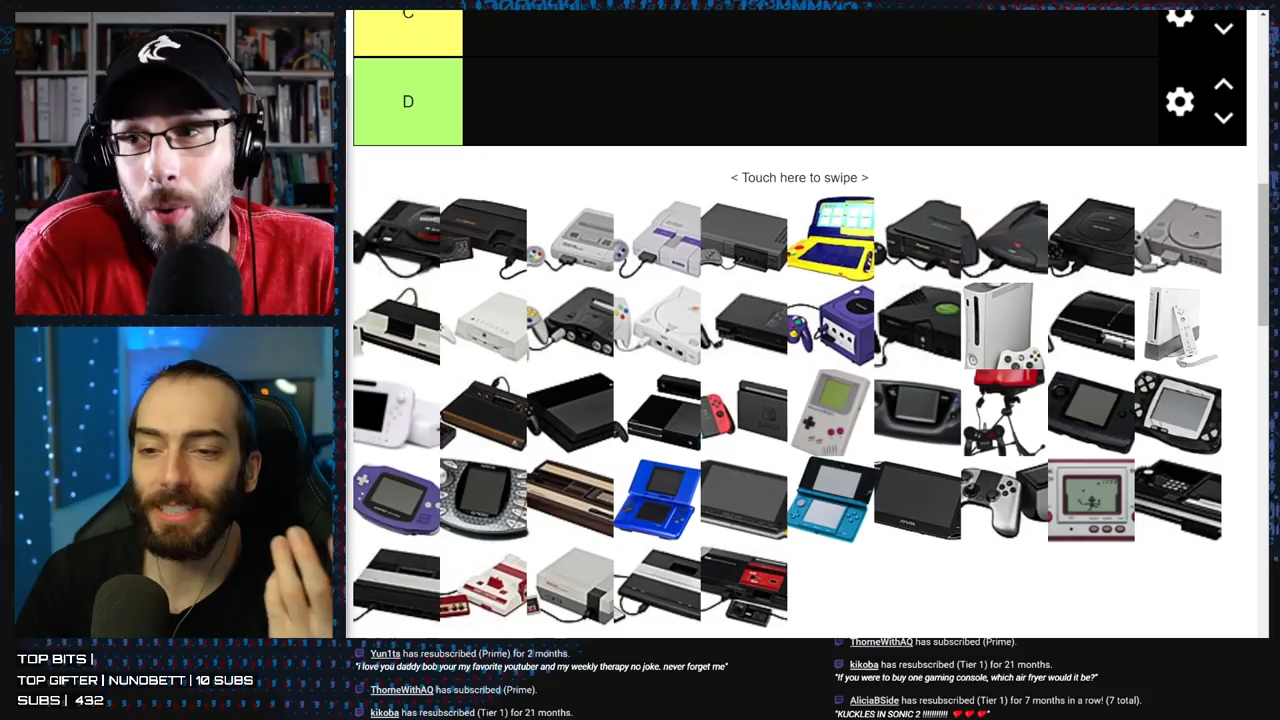 C
D
< Touch here to swipe >
TOP BITS |
TOP GIFTER | NUNOBETT | 10 SUBS
SUBS | 432
Yun1ts has resubscribed (Prime) for 2 months.
"i love you daddy bob your my favorite youtuber and my weekly therapy no joke. never forget me"
ThorneWithAQ has subscribed (Prime).
kikoba has resubscribed (Tier 1) for 21 months.
ThorneWithAQ has subscribed (Prime).
kikoba has resubscribed (Tier 1) for 21 months.
"If you were to buy one gaming console, which air fryer would it be?"
AliciaBSide has resubscribed (Tier 1) for 7 months in a row! (7 total).
"KUCKLES IN SONIC 2 !!!!!!!!!!! ❤️ ❤️ ❤️"